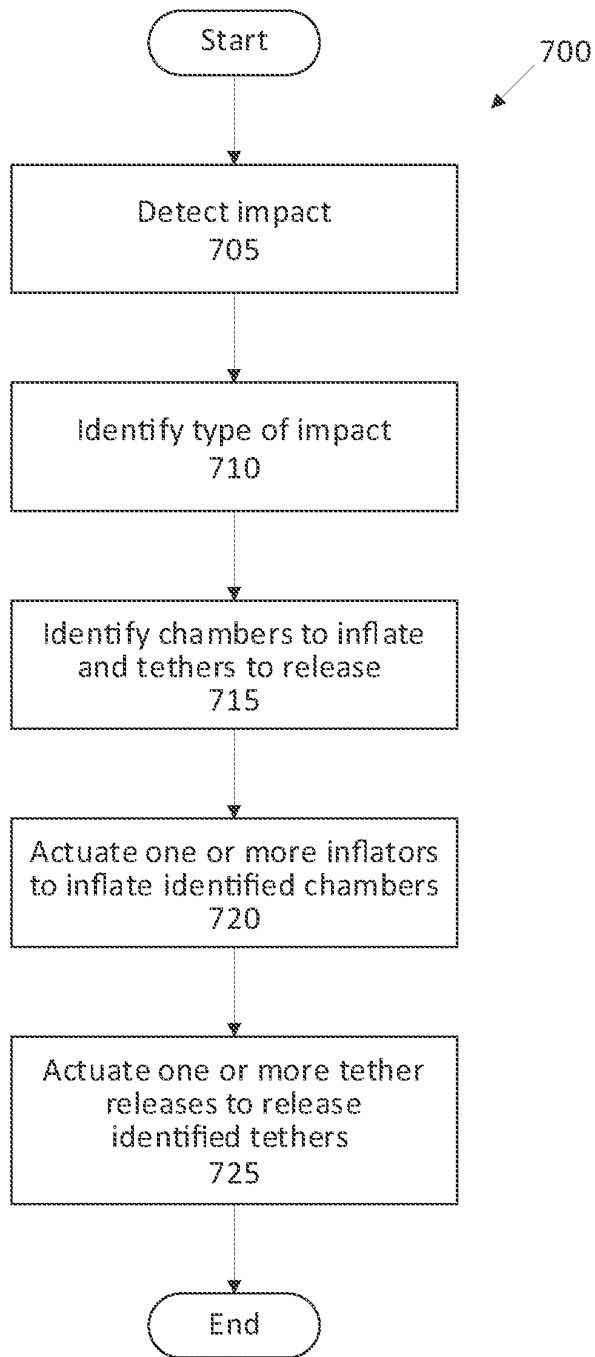 Start
700
Detect impact
705
Identify type of impact
710
Identify chambers to inflate
and tethers to release
715
Actuate one or more inflators
to inflate identified chambers
720
Actuate one or more tether
releases to release
identified tethers
725
End